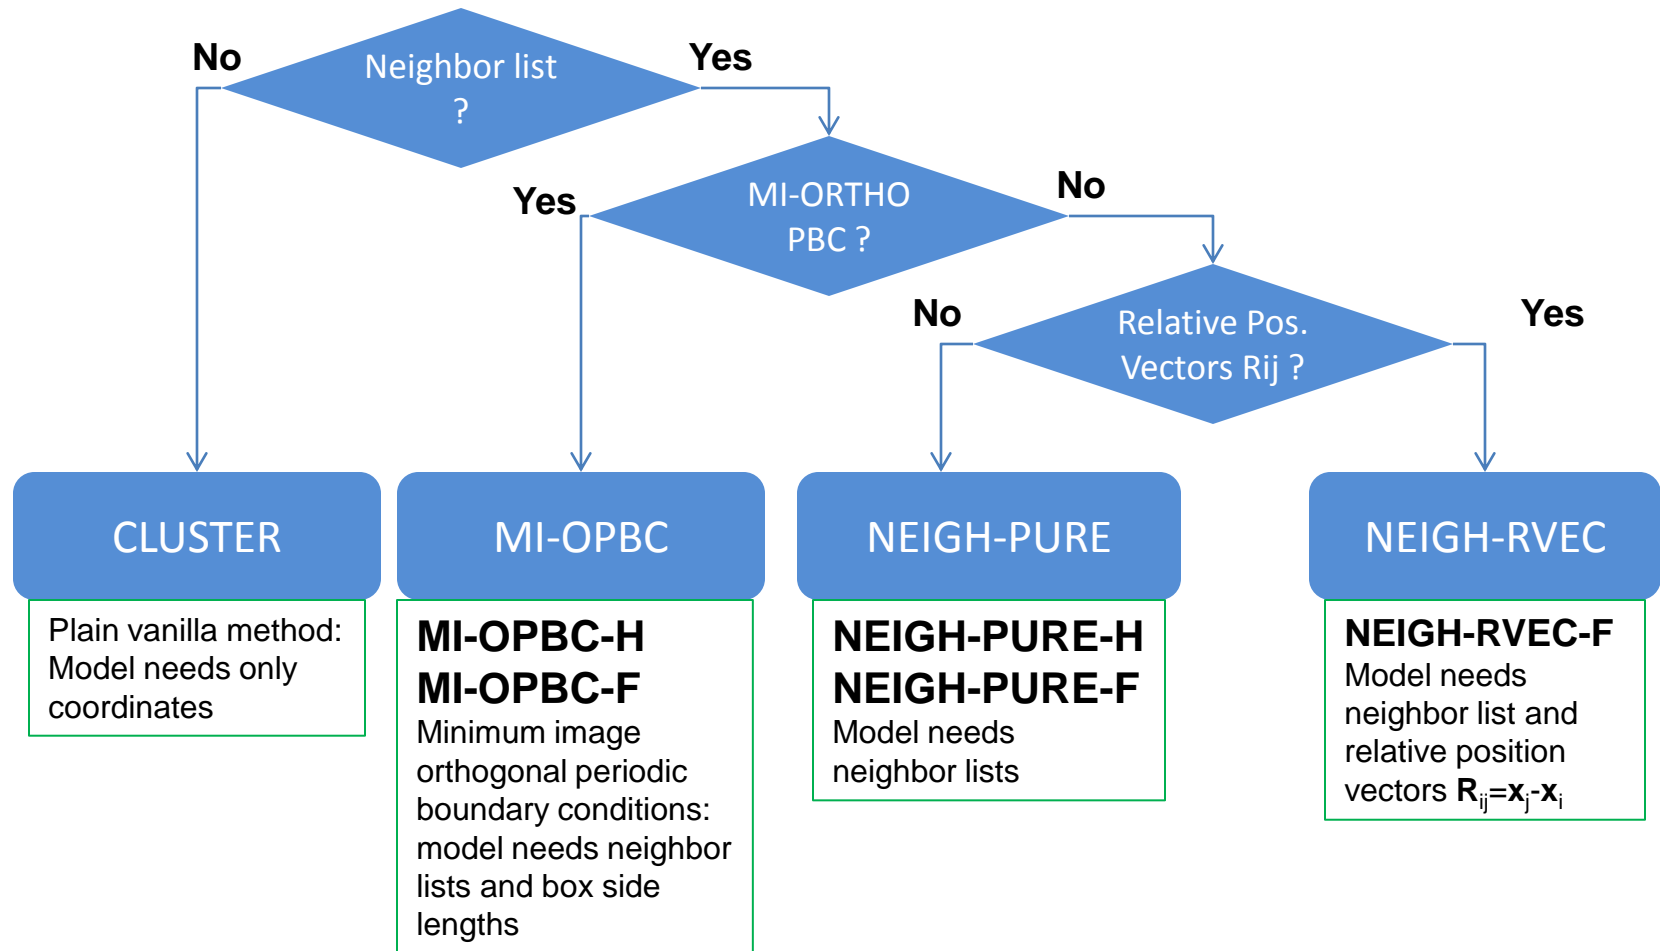 No
Neighbor list
?
Yes
Yes
MI-ORTHO
PBC ?
No
No
Relative Pos.
Vectors Rij ?
Yes
CLUSTER
Plain vanilla method:
Model needs only
coordinates
MI-OPBC
MI-OPBC-H
MI-OPBC-F
Minimum image
orthogonal periodic
boundary conditions:
model needs neighbor
lists and box side
lengths
NEIGH-PURE
NEIGH-PURE-H
NEIGH-PURE-F
Model needs
neighbor lists
NEIGH-RVEC
NEIGH-RVEC-F
Model needs
neighbor list and
relative position
vectors Rij=xj-xi